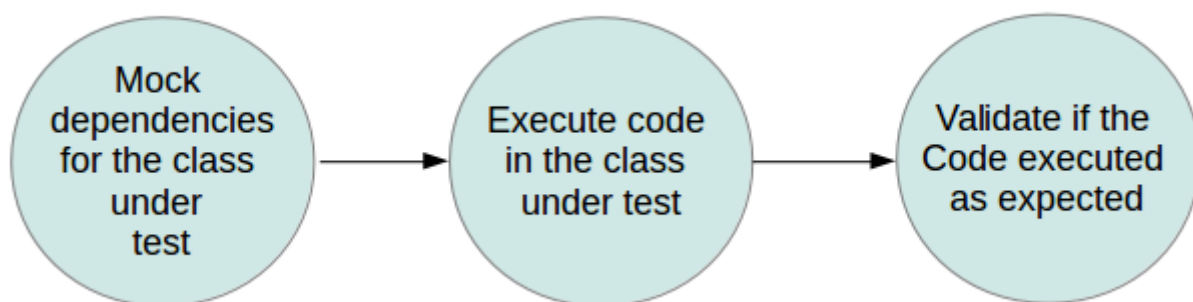 Mock
dependencies
for the class
under
test
Execute code
in the class
under test
Validate if the
Code executed
as expected